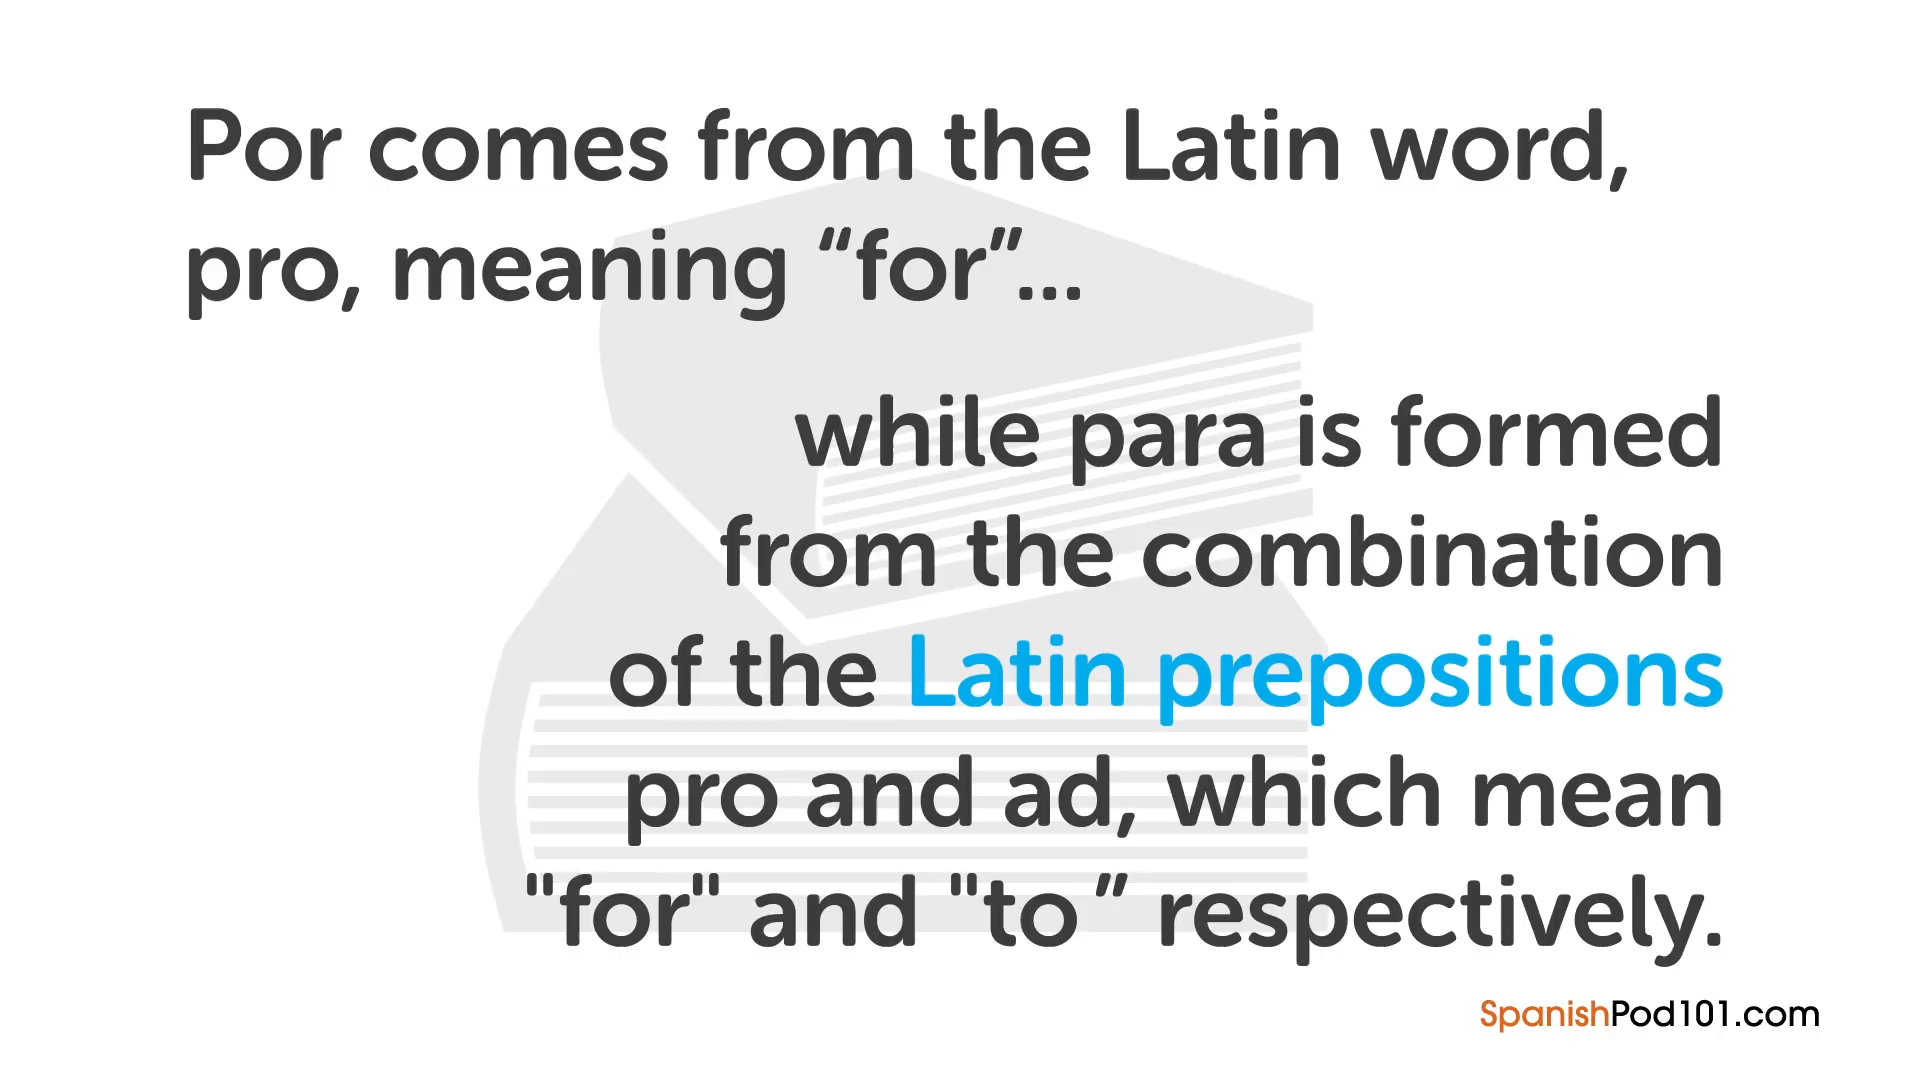 Por comes from the Latin word,
pro, meaning “for”...
while para is formed
from the combination
of the Latin prepositions
pro and ad, which mean
"for" and "to” respectively.
SpanishPod101.com